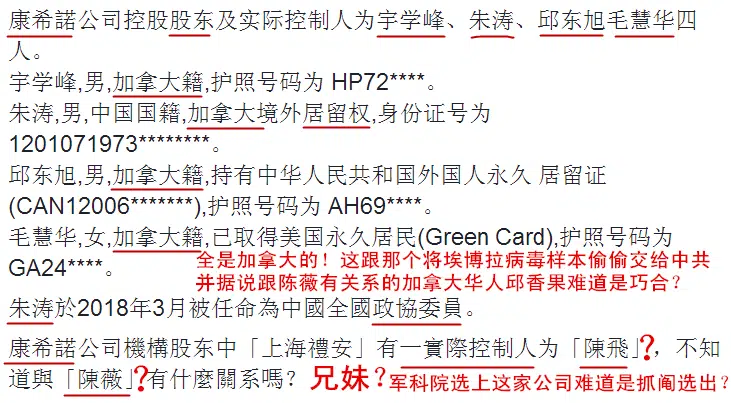 康希諾公司控股股东及实际控制人为宇学峰、朱涛、邱东旭毛慧华四
人。
宇学峰,男,加拿大籍,护照号码为 HP72****。
朱涛,男,中国国籍,加拿大境外居留权,身份证号为
1201071973********。
邱东旭,男,加拿大籍,持有中华人民共和国外国人永久 居留证
(CAN12006*******),护照号码为 AH69****。
毛慧华,女,加拿大籍,已取得美国永久居民(Green Card),护照号码为
GA24****。
全是加拿大的！这跟那个将埃博拉病毒样本偷偷交给中共
并据说跟陈薇有关系的加拿大华人邱香果难道是巧合?
朱涛於2018年3月被任命為中國全國政協委員。
康希諾公司機構股东中「上海禮安」有一實際控制人为「陳飛」?，不知
道與「陳薇」?有什麼關系嗎？ 兄妹？军科院选上这家公司难道是抓阄选出?